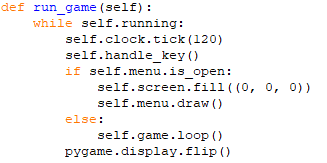 def run_game(self):
    while self.running:
        self.clock.tick(120)
        self.handle_key()
        if self.menu.is_open:
            self.screen.fill((0, 0, 0))
            self.menu.draw()
        else:
            self.game.loop()
        pygame.display.flip()